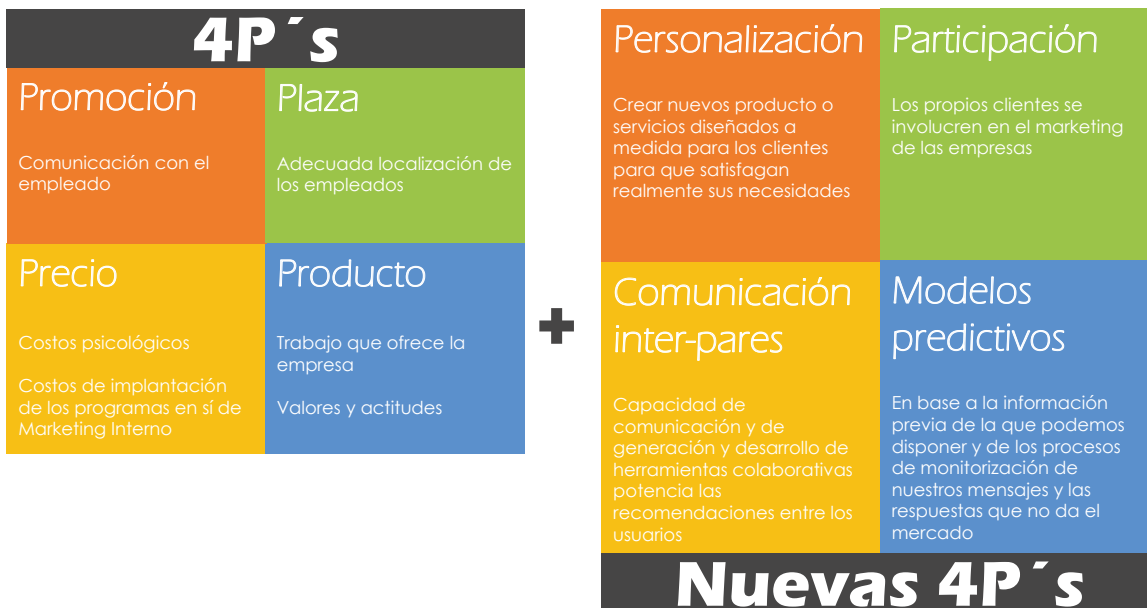 4P´s
Promoción
Comunicación con el
empleado
Plaza
Adecuada localización de
los empleados
Precio
Costos psicológicos
Costos de implantación
de los programas en sí de
Marketing Interno
Producto
Trabajo que ofrece la
empresa
Valores y actitudes
+
Personalización
Crear nuevos producto o
servicios diseñados a
medida para los clientes
para que satisfagan
realmente sus necesidades
Participación
Los propios clientes se
involucren en el marketing
de las empresas
Comunicación
inter-pares
Capacidad de
comunicación y de
generación y desarrollo de
herramientas colaborativas
potencia las
recomendaciones entre los
usuarios
Modelos
predictivos
En base a la información
previa de la que podemos
disponer y de los procesos
de monitorización de
nuestros mensajes y las
respuestas que no da el
mercado
Nuevas 4P´s